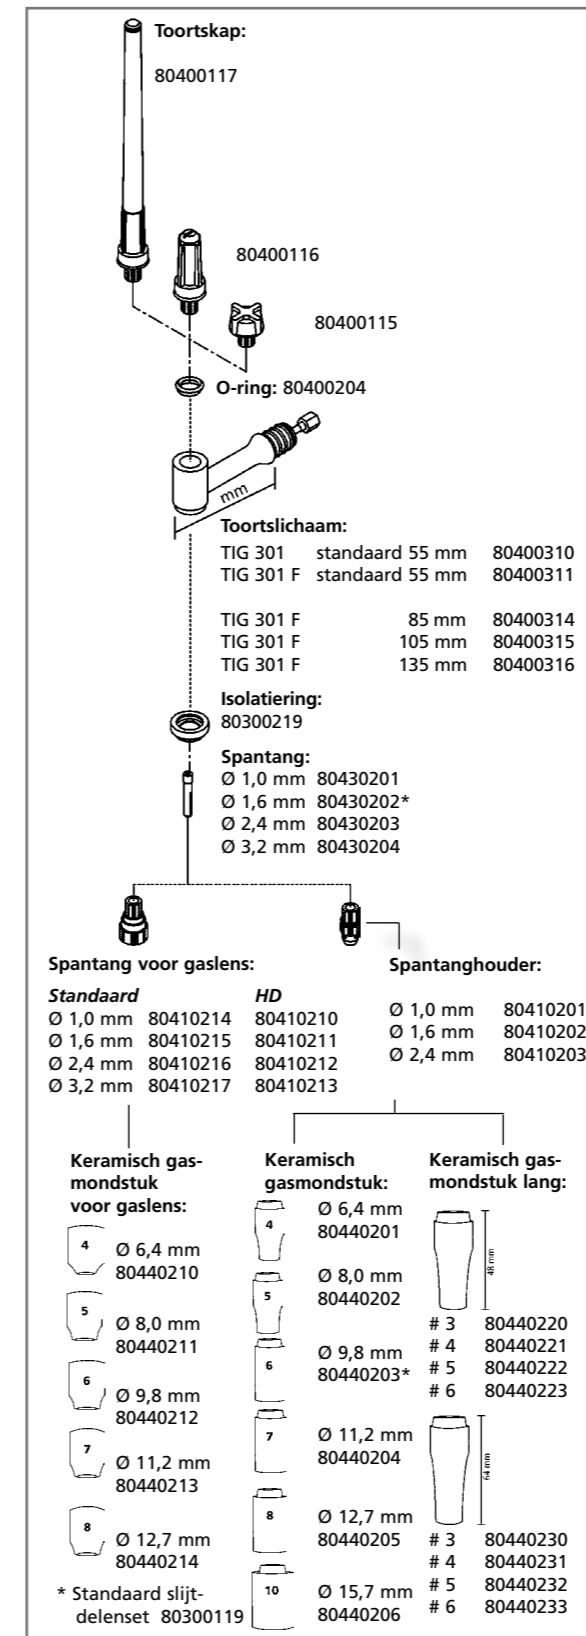 Toortskap:
80400117
80400116
80400115
O-ring: 80400204
mm
Toortslichaam:
TIG 301 standaard 55 mm 80400310
TIG 301 F standaard 55 mm 80400311
TIG 301 F 85 mm 80400314
TIG 301 F 105 mm 80400315
TIG 301 F 135 mm 80400316
Isolatiering:
80300219
Spantang:
Ø 1,0 mm 80430201
Ø 1,6 mm 80430202*
Ø 2,4 mm 80430203
Ø 3,2 mm 80430204
Spantang voor gaslens:
Standaard HD
Ø 1,0 mm 80410214 80410210
Ø 1,6 mm 80410215 80410211
Ø 2,4 mm 80410216 80410212
Ø 3,2 mm 80410217 80410213
Spantanghouder:
Ø 1,0 mm 80410201
Ø 1,6 mm 80410202
Ø 2,4 mm 80410203
Keramisch gas-
mondstuk
voor gaslens:
4 Ø 6,4 mm
80440210
5 Ø 8,0 mm
80440211
6 Ø 9,8 mm
80440212
7 Ø 11,2 mm
80440213
8 Ø 12,7 mm
80440214
* Standaard slijt-
delenset 80300119
Keramisch
gasmondstuk:
4 Ø 6,4 mm
80440201
5 Ø 8,0 mm
80440202
6 Ø 9,8 mm
80440203*
7 Ø 11,2 mm
80440204
8 Ø 12,7 mm
80440205
10 Ø 15,7 mm
80440206
Keramisch gas-
mondstuk lang:
48 mm
# 3 80440220
# 4 80440221
# 5 80440222
# 6 80440223
64 mm
# 3 80440230
# 4 80440231
# 5 80440232
# 6 80440233